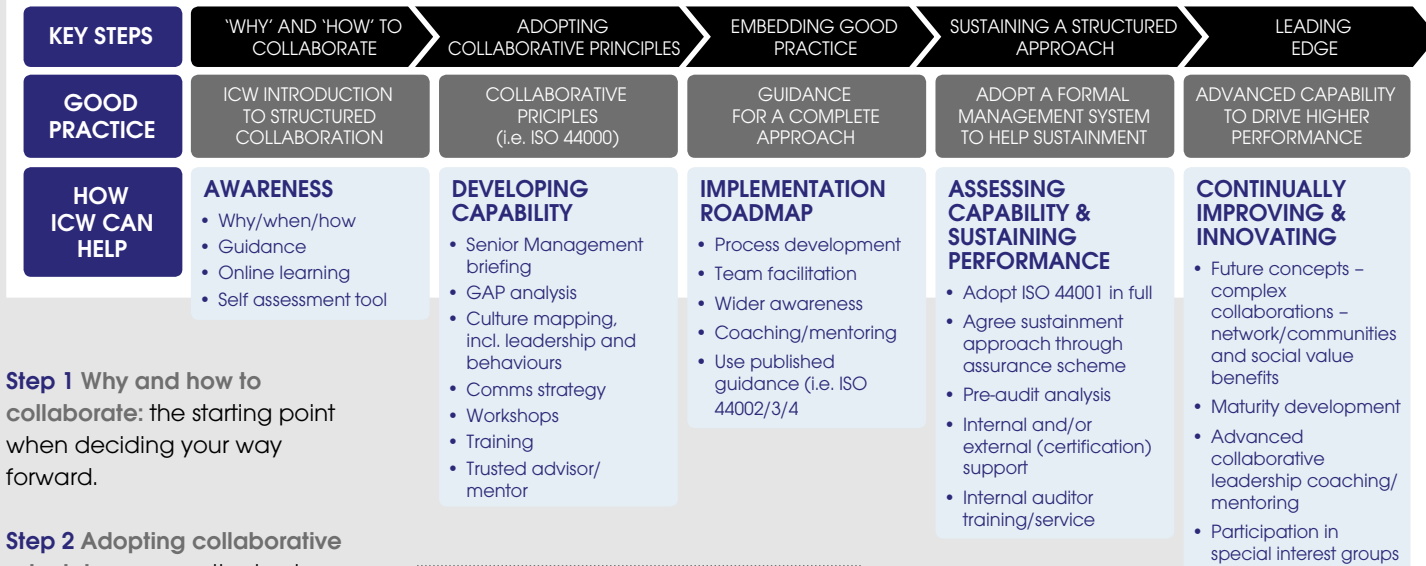 KEY STEPS
'WHY' AND 'HOW' TO
COLLABORATE
ADOPTING
COLLABORATIVE PRINCIPLES
EMBEDDING GOOD
PRACTICE
SUSTAINING A STRUCTURED
APPROACH
LEADING
EDGE
GOOD
PRACTICE
ICW INTRODUCTION
TO STRUCTURED
COLLABORATION
COLLABORATIVE
PRICIPLES
(i.e. ISO 44000)
GUIDANCE
FOR A COMPLETE
APPROACH
ADOPT A FORMAL
MANAGEMENT SYSTEM
TO HELP SUSTAINMENT
ADVANCED CAPABILITY
TO DRIVE HIGHER
PERFORMANCE
HOW
ICW CAN
HELP
AWARENESS
• Why/when/how
• Guidance
• Online learning
• Self assessment tool
DEVELOPING
CAPABILITY
• Senior Management
briefing
• GAP analysis
• Culture mapping,
incl. leadership and
behaviours
• Comms strategy
• Workshops
• Training
• Trusted advisor/
mentor
IMPLEMENTATION
ROADMAP
• Process development
• Team facilitation
• Wider awareness
• Coaching/mentoring
• Use published
guidance (i.e. ISO
44002/3/4
ASSESSING
CAPABILITY &
SUSTAINING
PERFORMANCE
• Adopt ISO 44001 in full
• Agree sustainment
approach through
assurance scheme
• Pre-audit analysis
• Internal and/or
external (certification)
support
• Internal auditor
training/service
CONTINUALLY
IMPROVING &
INNOVATING
• Future concepts –
complex
collaborations –
network/communities
and social value
benefits
• Maturity development
• Advanced
collaborative
leadership coaching/
mentoring
• Participation in
special interest groups
Step 1 Why and how to
collaborate: the starting point
when deciding your way
forward.
Step 2 Adopting collaborative